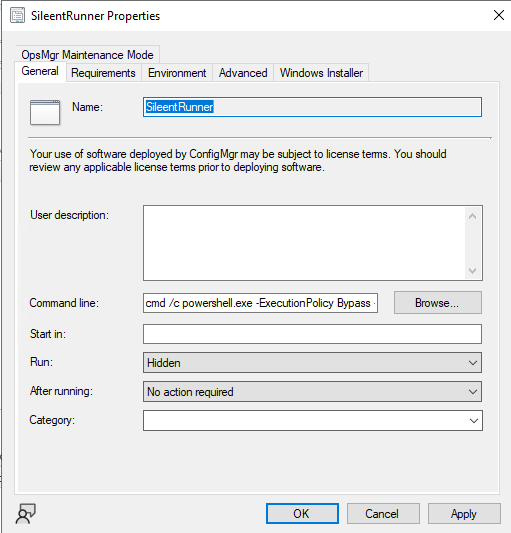 SileentRunner Properties
OpsMgr Maintenance Mode
General Requirements Environment Advanced Windows Installer
Name: SileentRunner
Your use of software deployed by ConfigMgr may be subject to license terms. You should
review any applicable license terms prior to deploying software.
User description:
Command line: cmd /c powershell.exe -ExecutionPolicy Bypass - Browse...
Start in:
Run: Hidden
After running: No action required
Category:
OK Cancel Apply